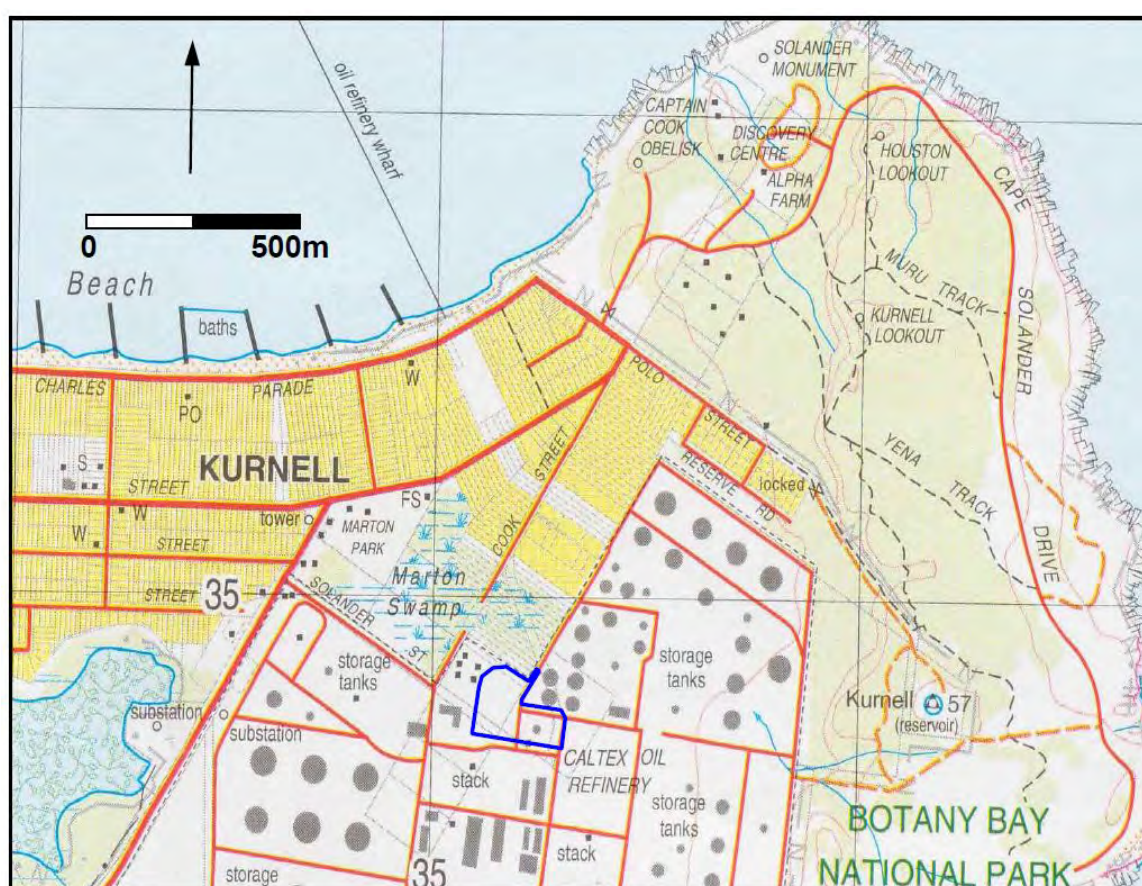 SOLANDER
MONUMENT
oil refinery wharf
CAPTAIN
COOK
OBELISK
DISCOVERY
CENTRE
ALPHA
FARM
HOUSTON
LOOKOUT
CAPE
SOLANDER
DRIVE
0 500m
Beach
baths
MURU TRACK
KURNELL
LOOKOUT
CHARLES PARADE
W
PO
POLO
STREET
YENA
TRACK
KURNELL
S
STREET
COOK STREET
RESERVE RD
locked
FS
tower
MARTON
PARK
W
W
STREET
STREET
35
SOLANDER ST
Marton
Swamp
storage
tanks
storage
tanks
Kurnell 57
(reservoir)
substation
substation
CALTEX OIL
REFINERY
stack
storage
tanks
stack
BOTANY BAY
NATIONAL PARK
storage
35
N
N
N
N
N
N
N